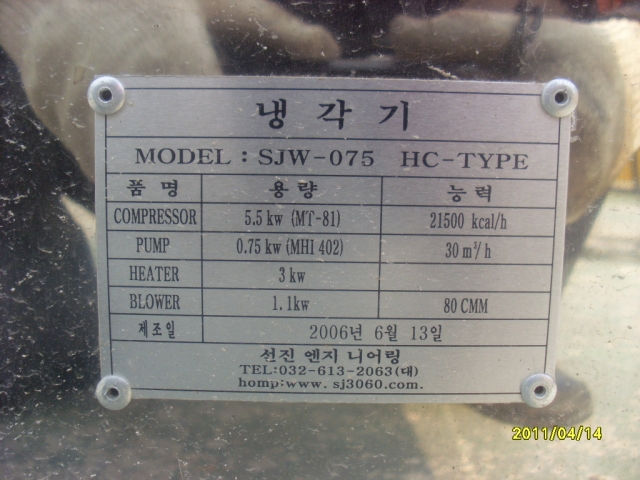 냉각기
MODEL : SJW-075 HC-TYPE
품 명 용 량 능 력
COMPRESSOR 5.5 kw (MT-81) 21500 kcal/h
PUMP 0.75 kw (MHI 402) 30 m³/h
HEATER 3 kw
BLOWER 1.1kw 80 CMM
제조일 2006년 6월 13일
선진 엔지 니어링
TEL:032-613-2063(대)
homp:www. sj3060.com.
2011/04/14